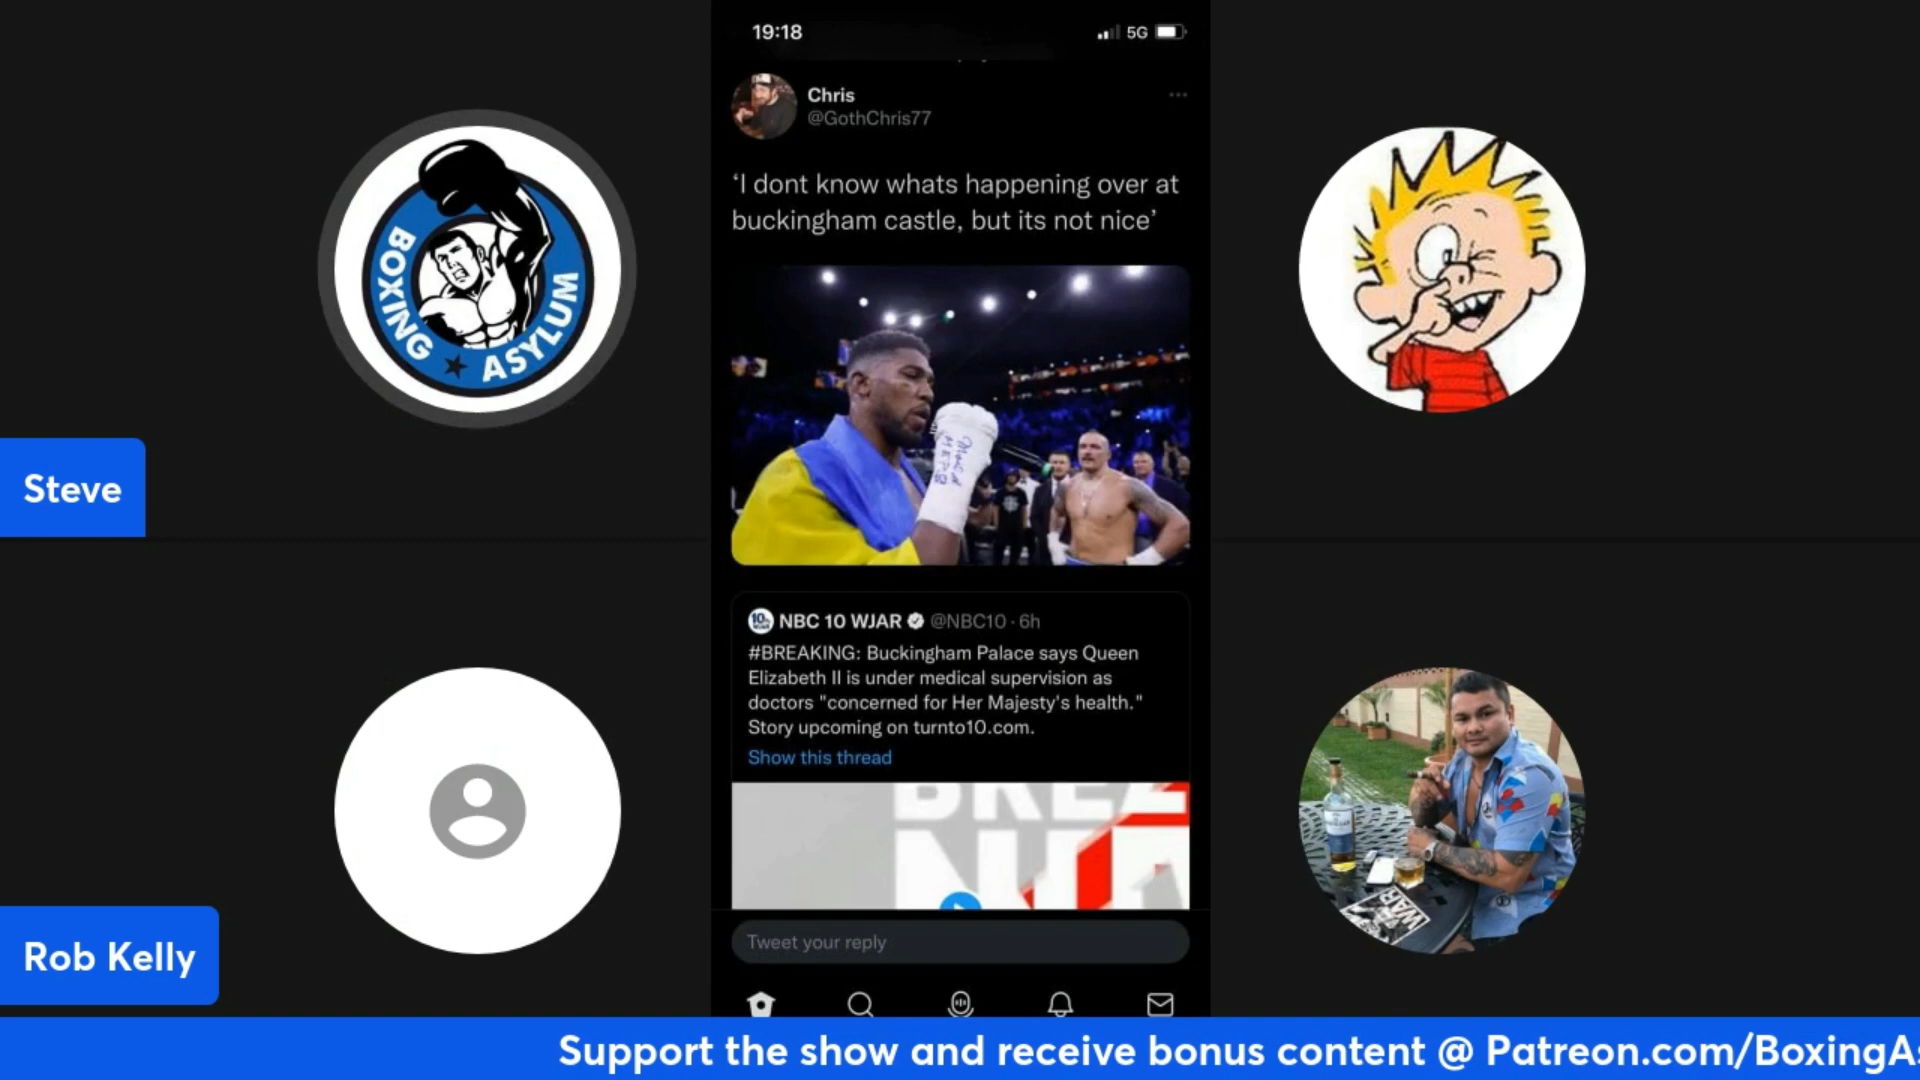 19:18
5G
Chris
@GothChris77
‘I dont know whats happening over at
buckingham castle, but its not nice’
NBC 10 WJAR @NBC10 · 6h
#BREAKING: Buckingham Palace says Queen
Elizabeth II is under medical supervision as
doctors "concerned for Her Majesty's health."
Story upcoming on turnto10.com.
Show this thread
Tweet your reply
BOXING ★ ASYLUM
Steve
Rob Kelly
WAR
Support the show and receive bonus content @ Patreon.com/BoxingAs